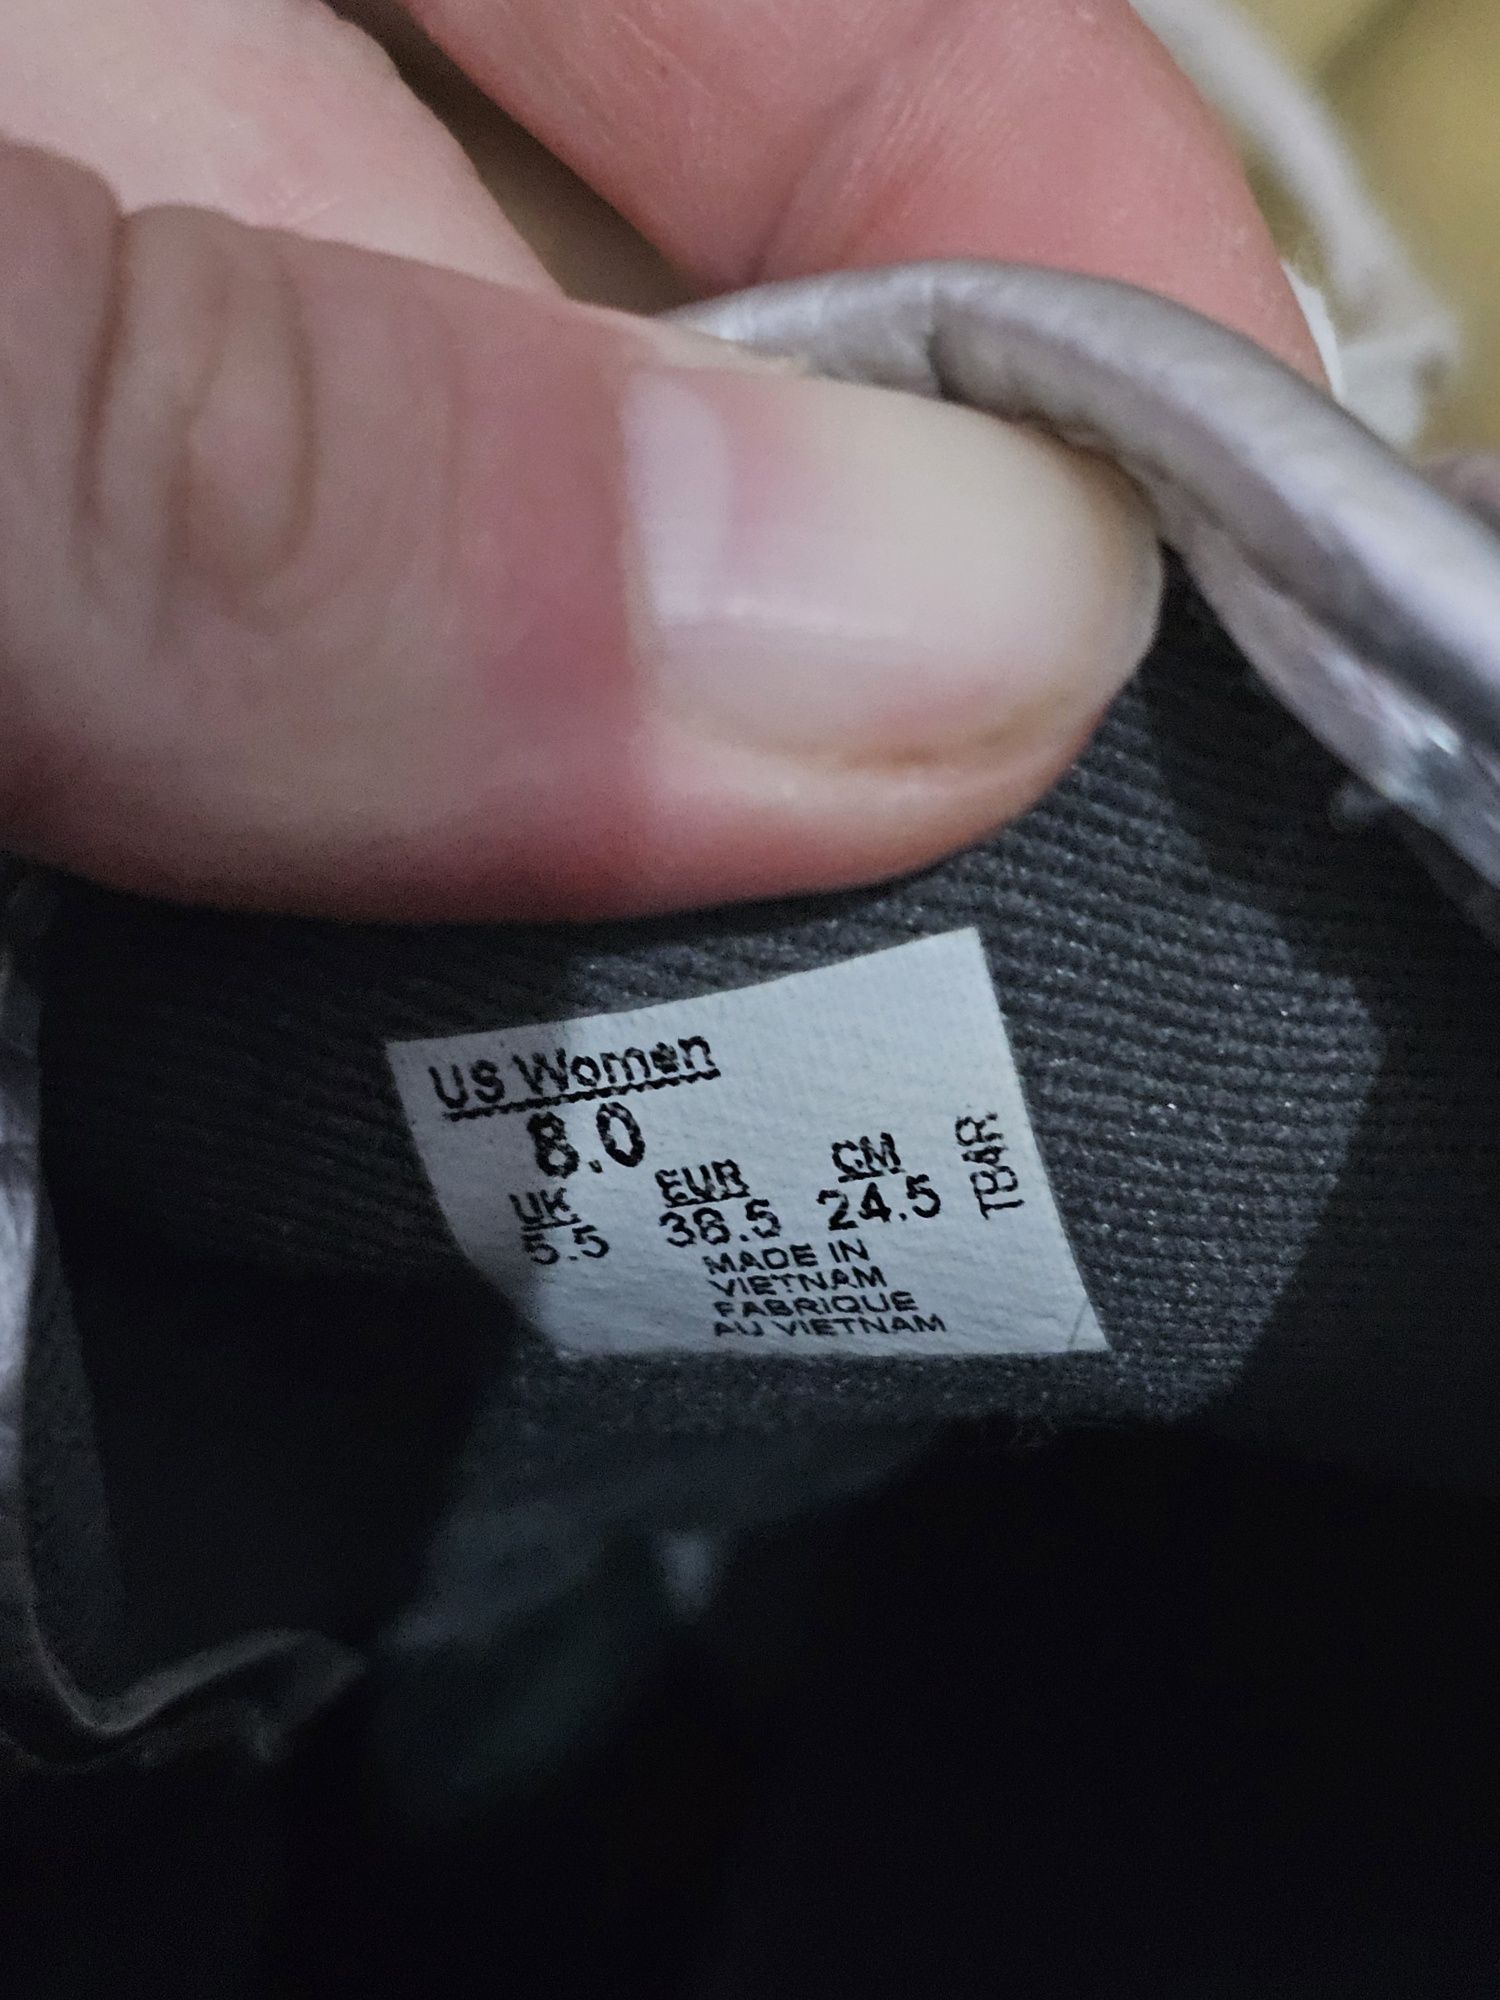 US Women
8.0
UK EUR CM
5.5 38.5 24.5
MADE IN
VIETNAM
FABRIQUE
AU VIETNAM
TB4R